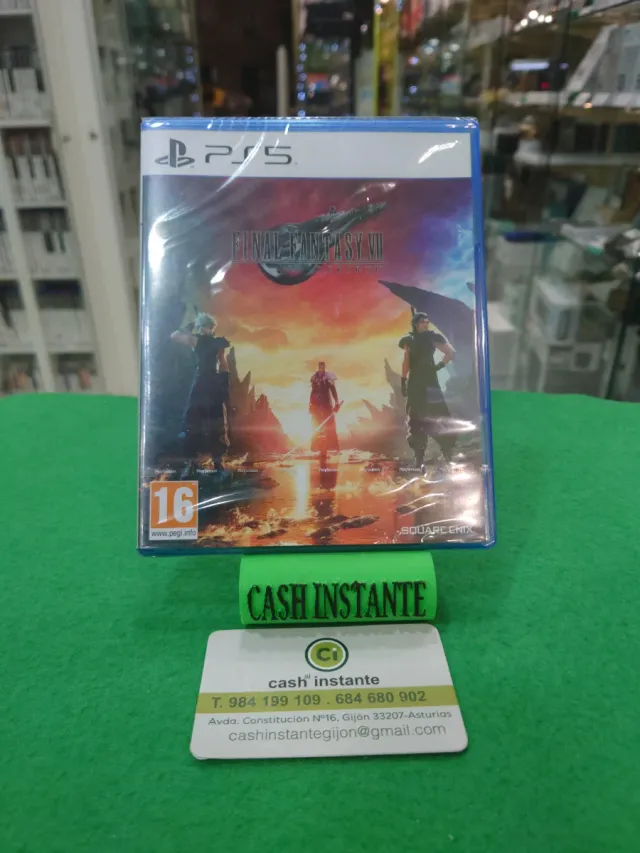 PS5
FINAL FANTASY VII
16
www.pegi.info
SQUARE ENIX
CASH INSTANTE
Ci
cash instante
T. 984 199 109 . 684 680 902
Avda. Constitución Nº16. Gijón 33207-Asturias
cashinstantegijon@gmail.com